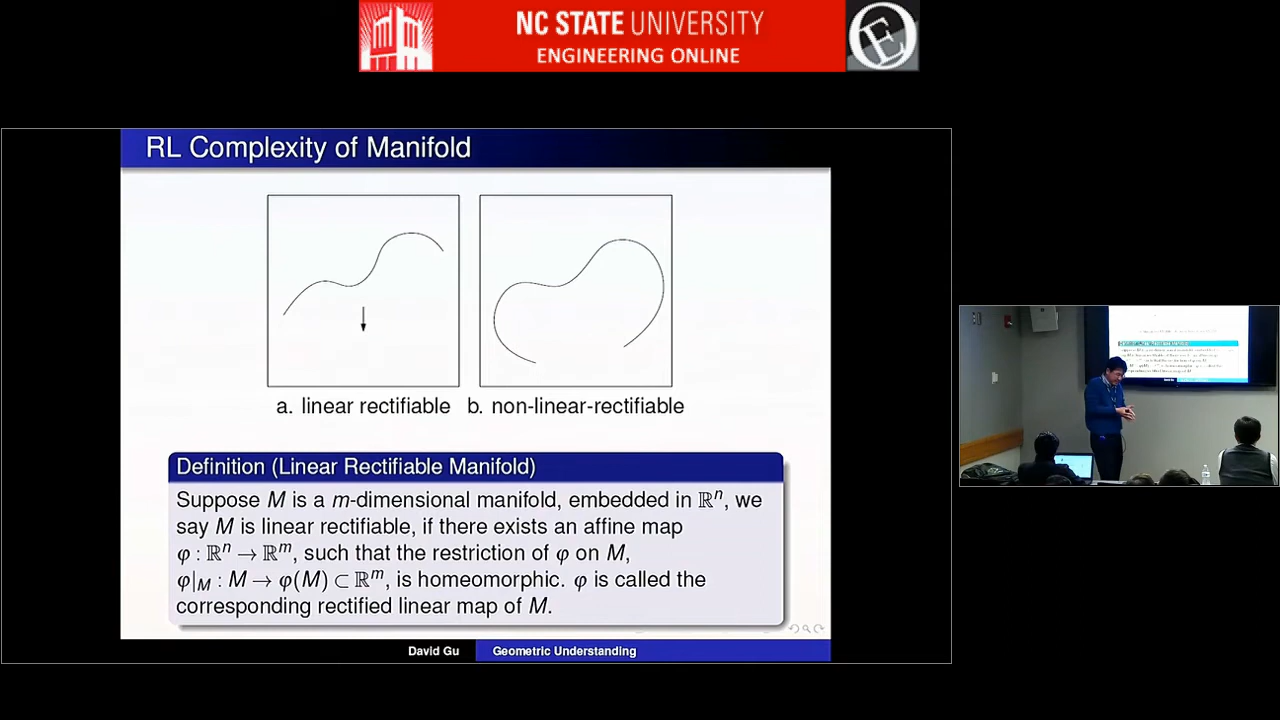 NC STATE UNIVERSITY
ENGINEERING ONLINE
RL Complexity of Manifold
a. linear rectifiable
b. non-linear-rectifiable
Definition (Linear Rectifiable Manifold)
Suppose M is a m-dimensional manifold, embedded in ℝⁿ, we
say M is linear rectifiable, if there exists an affine map
φ : ℝⁿ → ℝᵐ, such that the restriction of φ on M,
φ|_M : M → φ(M) ⊂ ℝᵐ, is homeomorphic. φ is called the
corresponding rectified linear map of M.
David Gu
Geometric Understanding